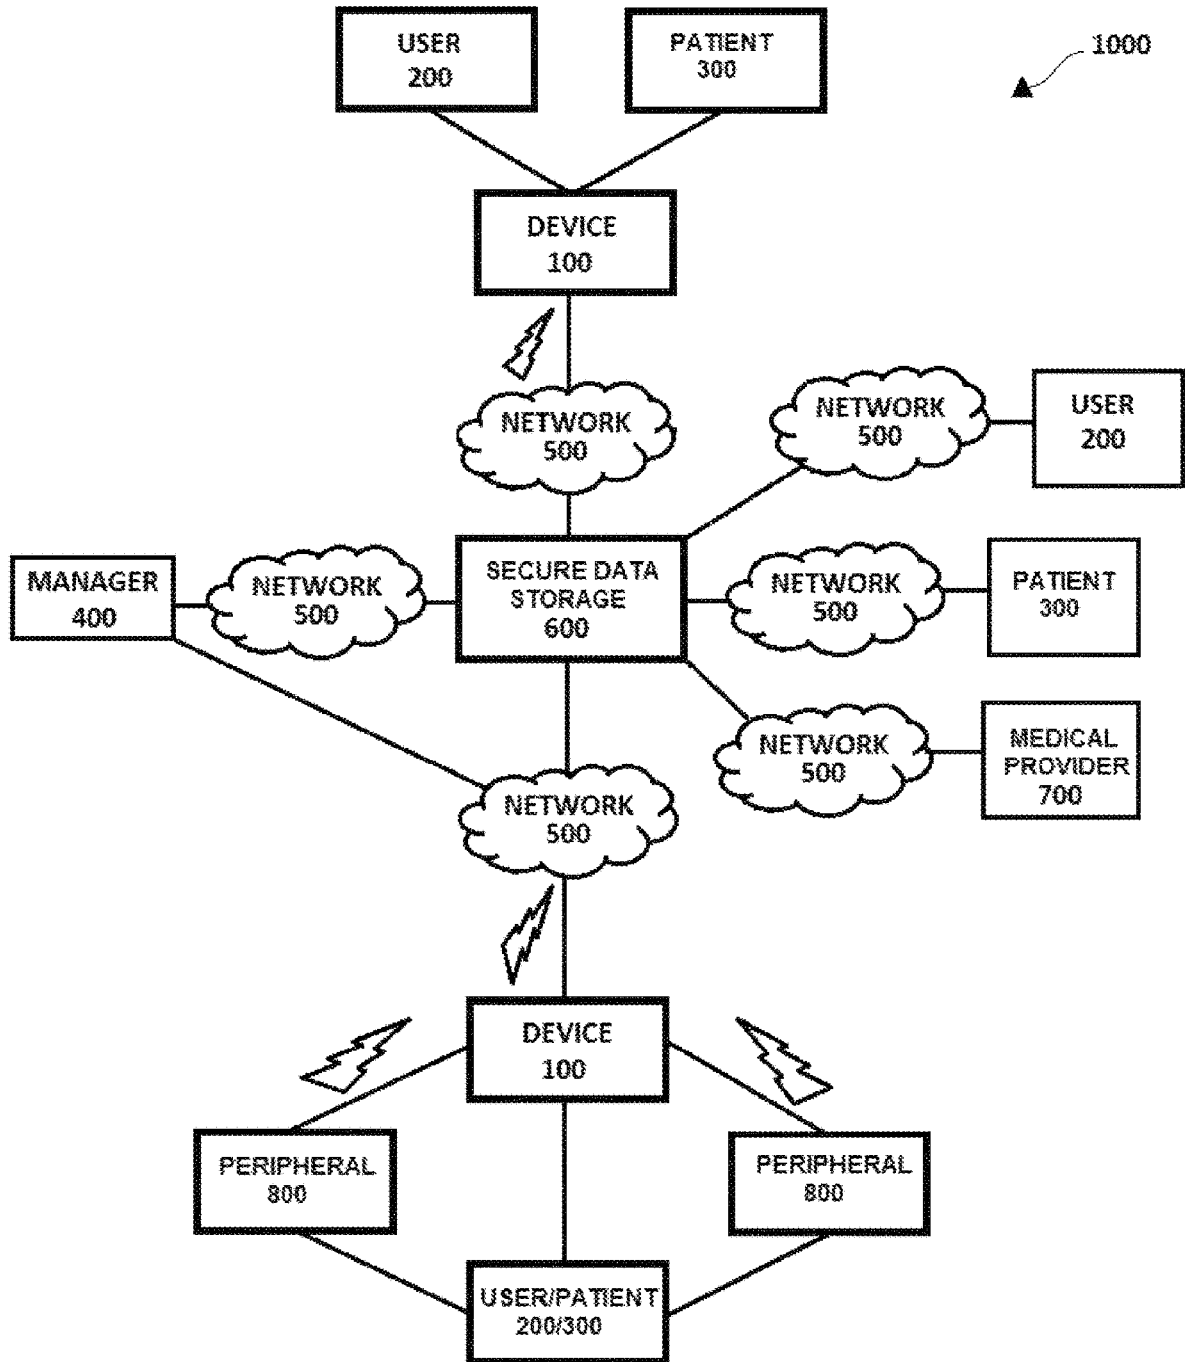 USER
200
PATIENT
300
1000
DEVICE
100
NETWORK
500
NETWORK
500
USER
200
MANAGER
400
NETWORK
500
SECURE DATA
STORAGE
600
NETWORK
500
PATIENT
300
NETWORK
500
MEDICAL
PROVIDER
700
NETWORK
500
DEVICE
100
PERIPHERAL
800
PERIPHERAL
800
USER/PATIENT
200/300